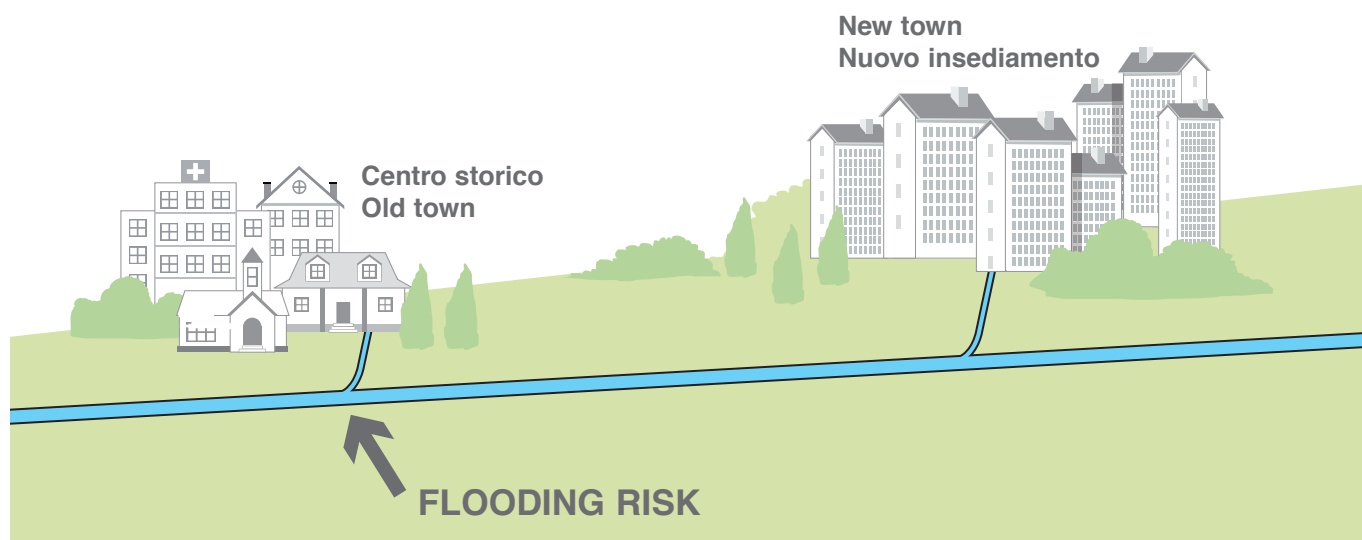 New town
Nuovo insediamento
Centro storico
Old town
FLOODING RISK